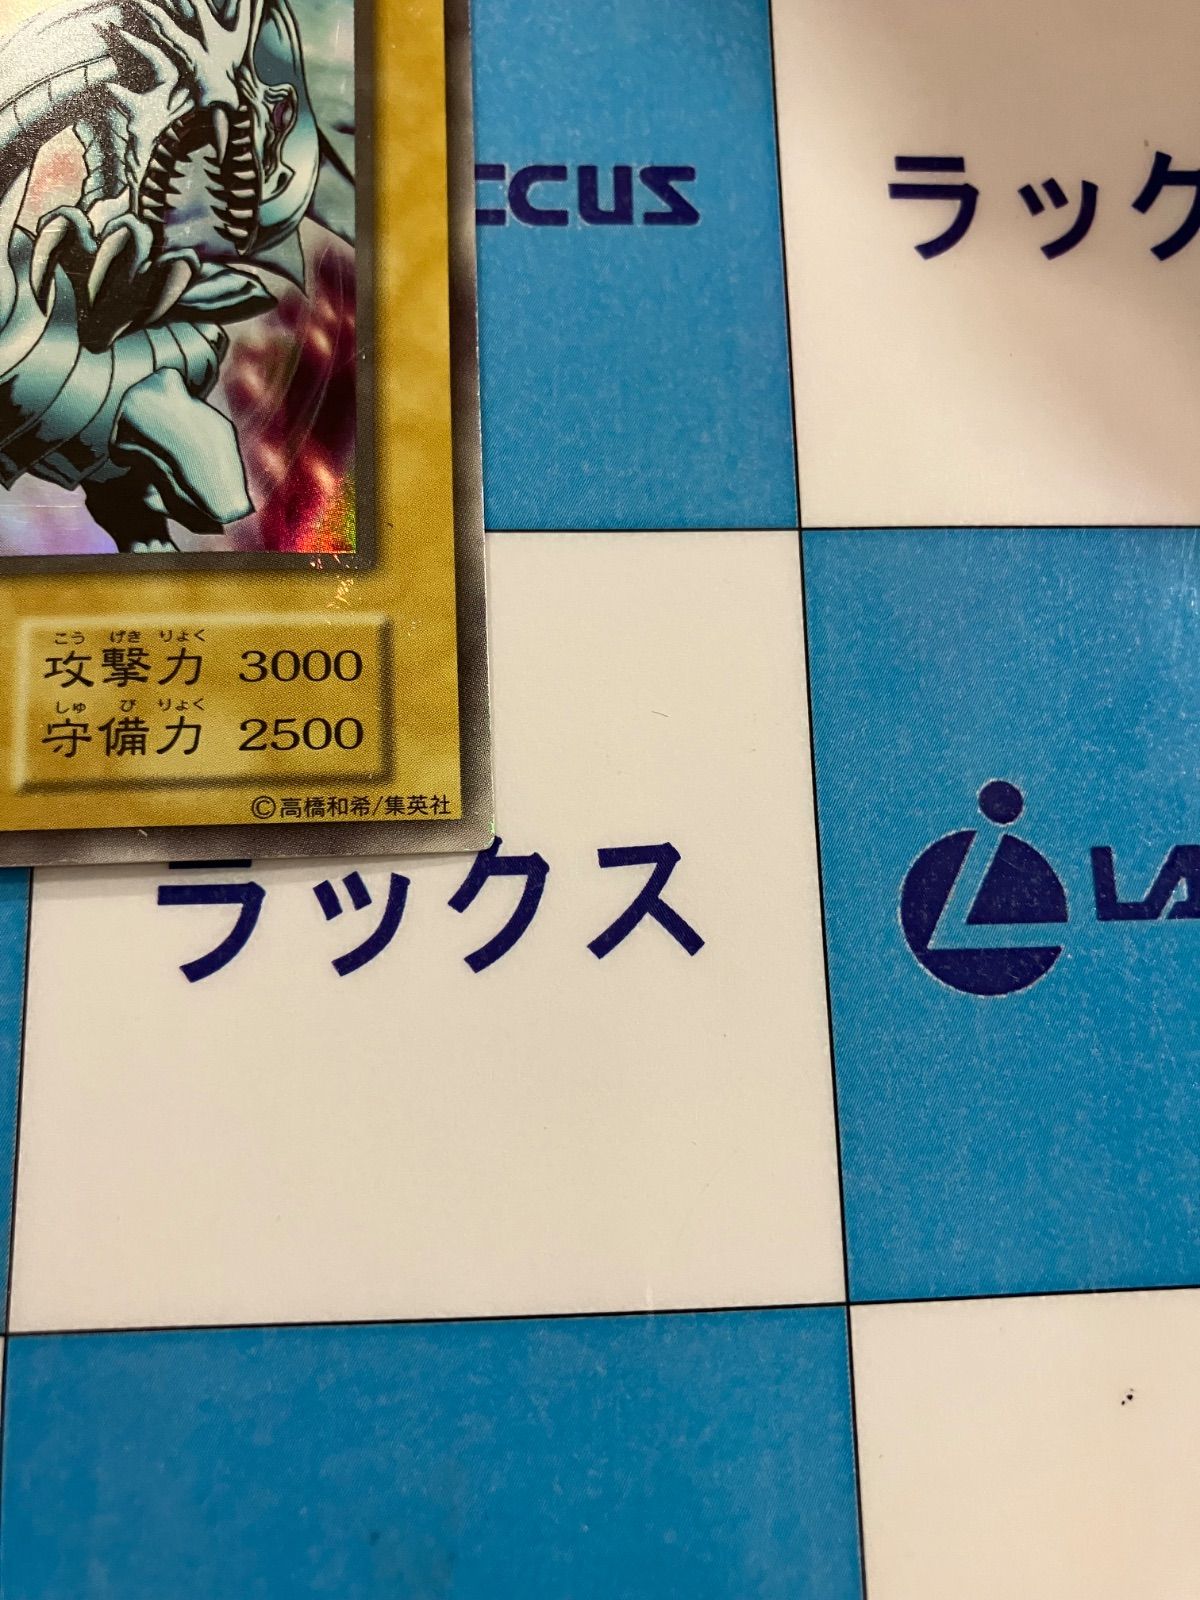 ccus
ラック
こう げき りょく
攻撃力 3000
しゅ び りょく
守備力 2500
©高橋和希/集英社
ラックス
LA